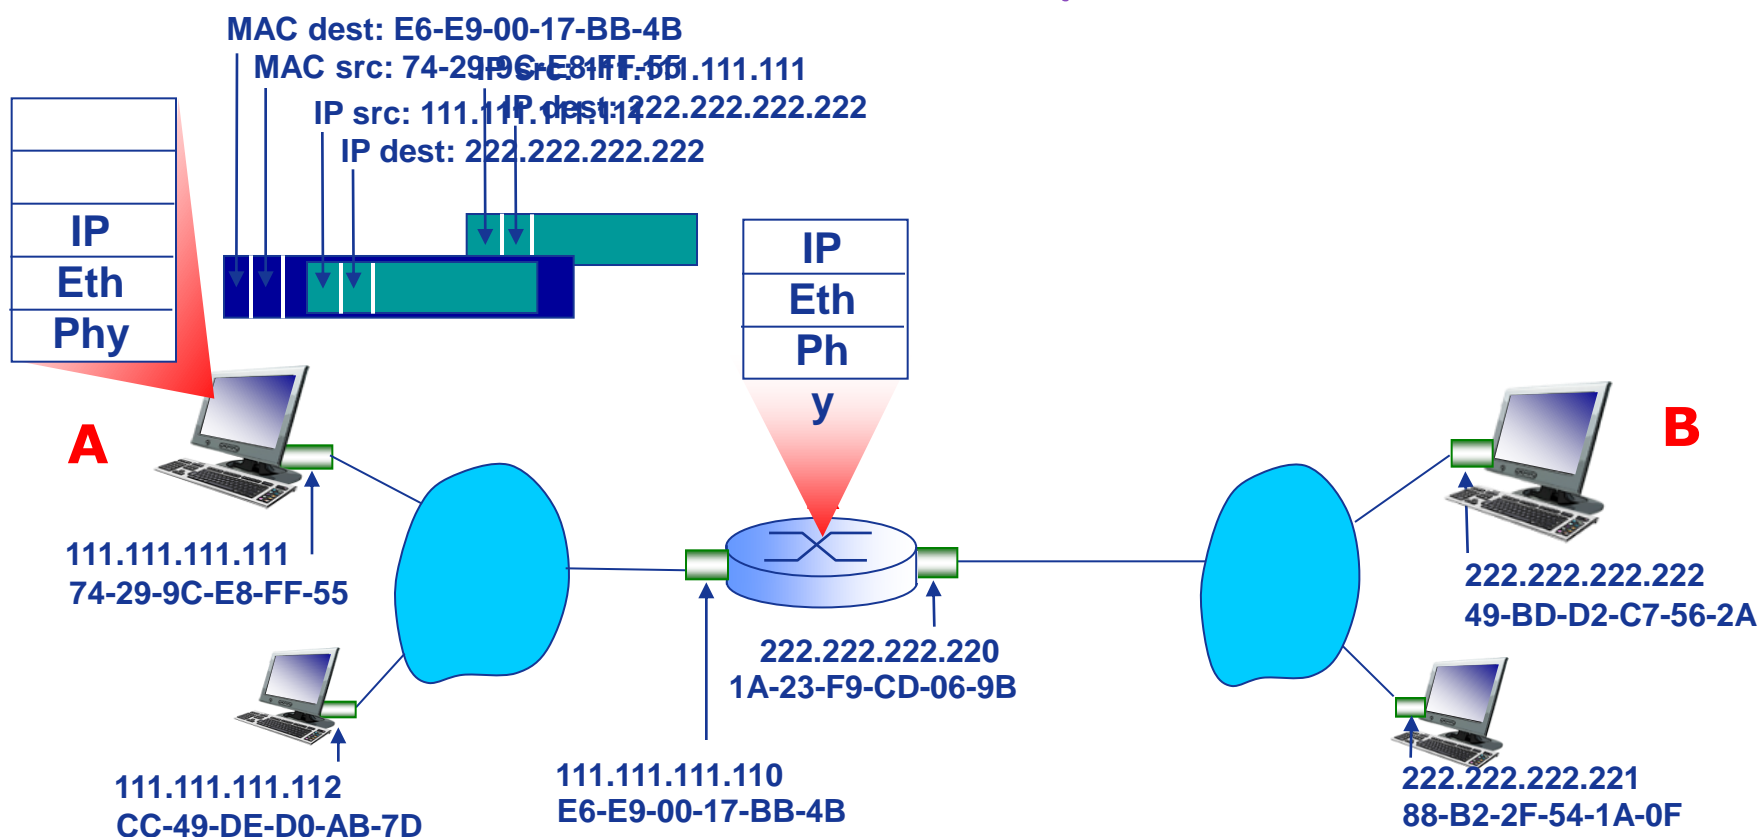 MAC dest: E6-E9-00-17-BB-4B
MAC src: 74-29-9C-E8-FF-55
IP src: 111.111.111.111
IP src: 111.111.111.111
IP dest: 222.222.222.222
IP dest: 222.222.222.222
IP
Eth
Phy
IP
Eth
Ph
y
A
B
111.111.111.111
74-29-9C-E8-FF-55
222.222.222.222
49-BD-D2-C7-56-2A
222.222.222.220
1A-23-F9-CD-06-9B
111.111.111.112
CC-49-DE-D0-AB-7D
111.111.111.110
E6-E9-00-17-BB-4B
222.222.222.221
88-B2-2F-54-1A-0F